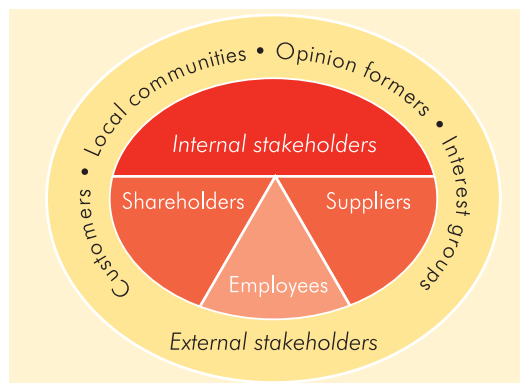 Customers • Local communities • Opinion formers • Interest groups
Internal stakeholders
Shareholders
Suppliers
Employees
External stakeholders